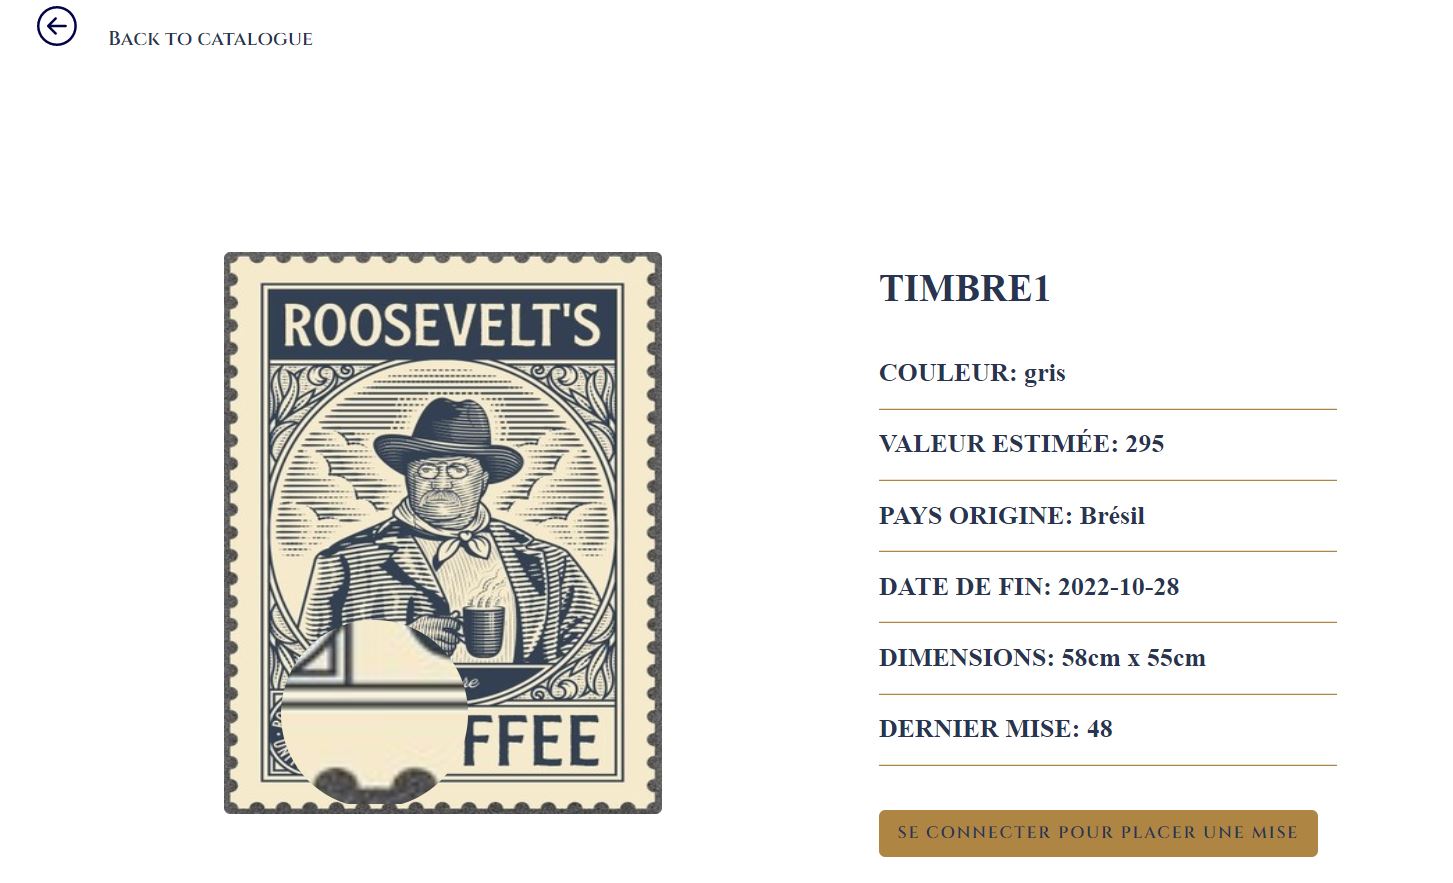 BACK TO CATALOGUE
ROOSEVELT'S
re
FFEE
TIMBRE1
COULEUR: gris
VALEUR ESTIMÉE: 295
PAYS ORIGINE: Brésil
DATE DE FIN: 2022-10-28
DIMENSIONS: 58cm x 55cm
DERNIER MISE: 48
SE CONNECTER POUR PLACER UNE MISE